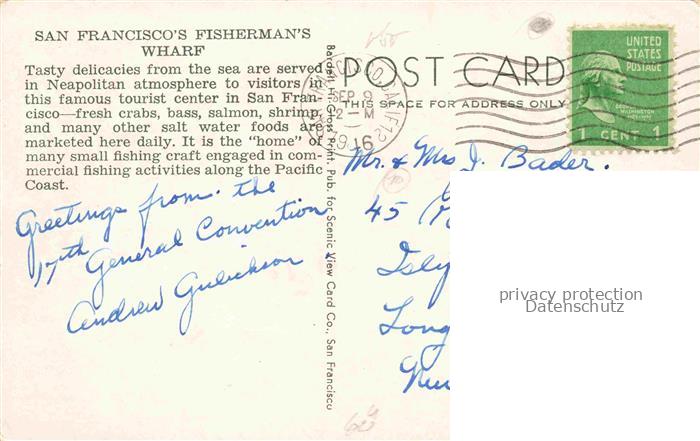 SAN FRANCISCO'S FISHERMAN'S
WHARF
Tasty delicacies from the sea are served
in Neapolitan atmosphere to visitors in
this famous tourist center in San Fran-
cisco—fresh crabs, bass, salmon, shrimp,
and many other salt water foods are
marketed here daily. It is the "home" of
many small fishing craft engaged in com-
mercial fishing activities along the Pacific
Coast.
Greetings from the
17th General Convention
Andrew Gulickson
Pub. for Scenic View Card Co., San Francisco
SEP 9
12-M
POST CARD
THIS SPACE FOR ADDRESS ONLY
UNITED
STATES
POSTAGE
WASHINGTON
1 CENT 1
Mr. & Mrs J. Bader.
45
Long
privacy protection
Datenschutz